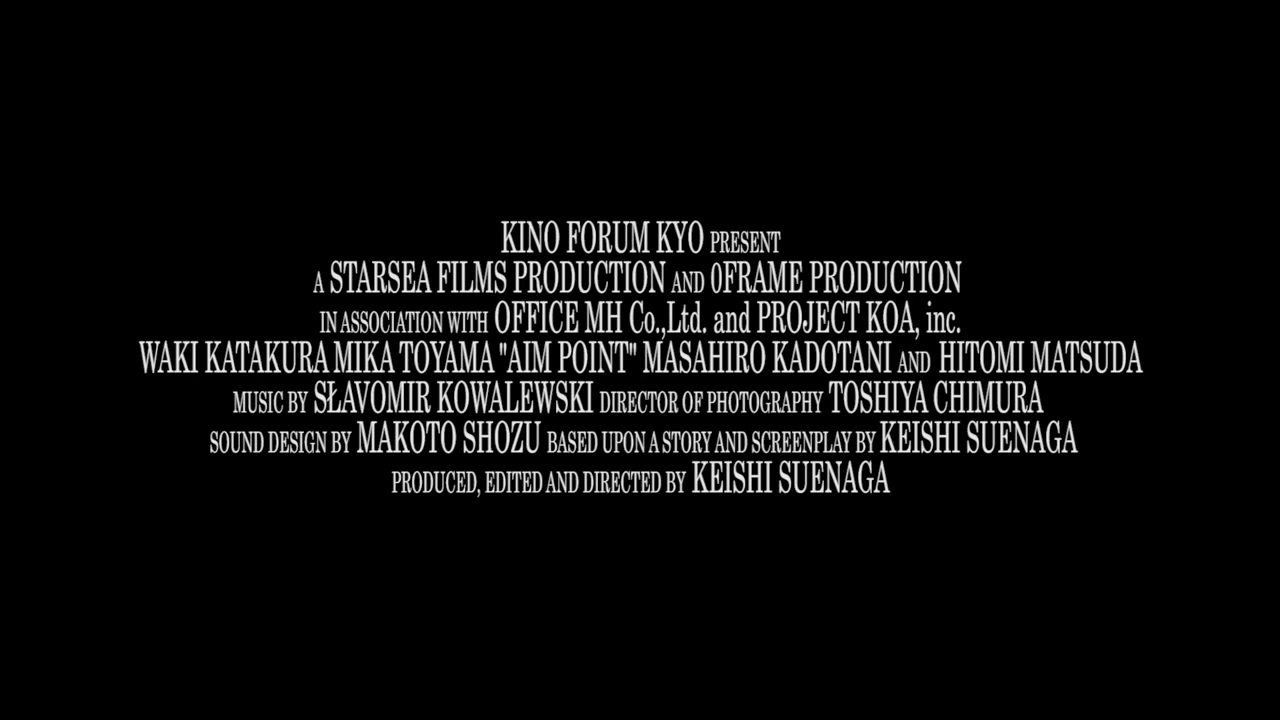 KINO FORUM KYO PRESENT
A STARSEA FILMS PRODUCTION AND 0FRAME PRODUCTION
IN ASSOCIATION WITH OFFICE MH Co.,Ltd. and PROJECT KOA, inc.
WAKI KATAKURA MIKA TOYAMA "AIM POINT" MASAHIRO KADOTANI AND HITOMI MATSUDA
MUSIC BY SŁAVOMIR KOWALEWSKI DIRECTOR OF PHOTOGRAPHY TOSHIYA CHIMURA
SOUND DESIGN BY MAKOTO SHOZU BASED UPON A STORY AND SCREENPLAY BY KEISHI SUENAGA
PRODUCED, EDITED AND DIRECTED BY KEISHI SUENAGA